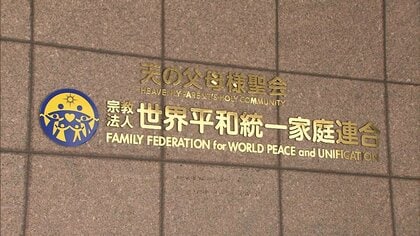 天の父母様聖会
HEAVENLY PARENT'S HOLY COMMUNITY
宗教法人 世界平和統一家庭連合
FAMILY FEDERATION for WORLD PEACE and UNIFICATION